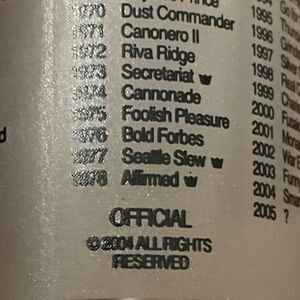 1970 Dust Commander
1971 Canonero II
1972 Riva Ridge
1973 Secretariat
1974 Cannonade
1975 Foolish Pleasure
1976 Bold Forbes
1977 Seattle Slew
1978 Affirmed
OFFICIAL
©2004 ALL RIGHTS
RESERVED
1995
1996
1997
1998
1999
2000
2001
2002 War
2003 Funny
2004
2005 ?